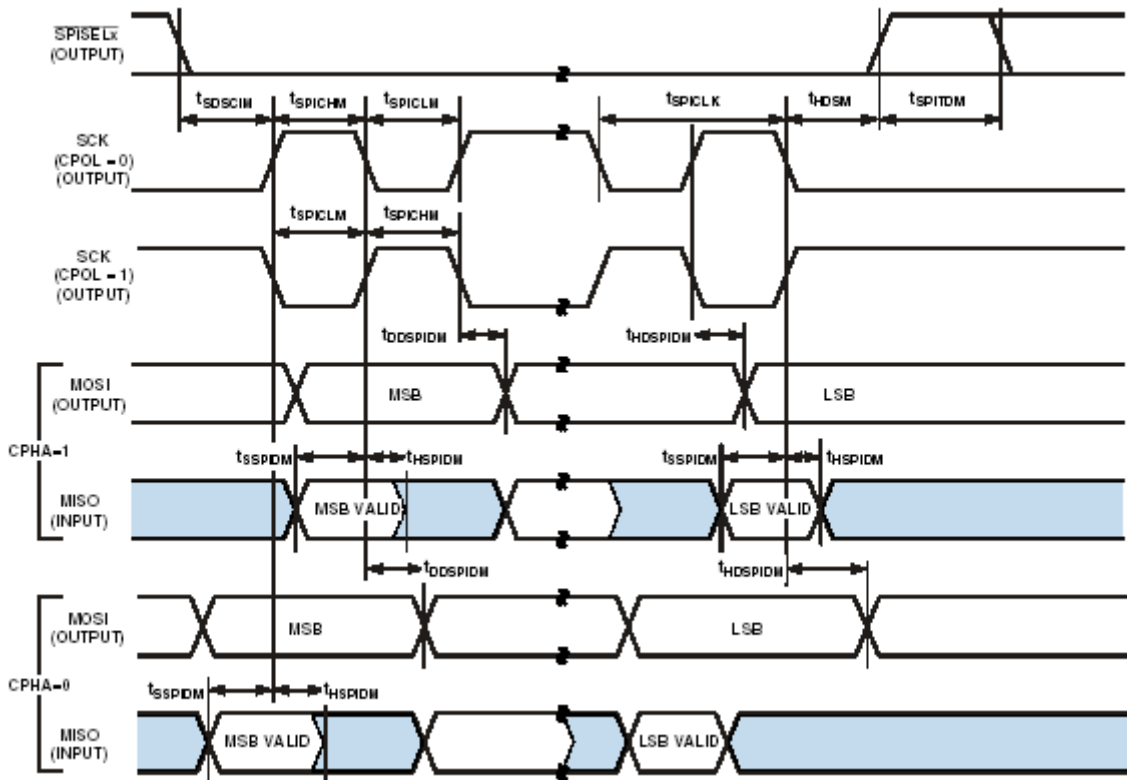 SPISELx
(OUTPUT)
tSDSCIM
tSPICHM
tSPICLM
tSPICLK
tHDSM
tSPITDM
SCK
(CPOL = 0)
(OUTPUT)
tSPICLM
tSPICHM
SCK
(CPOL = 1)
(OUTPUT)
tDDSPIDM
tHDSPIDM
CPHA=1
MOSI
(OUTPUT)
MSB
LSB
tSSPIDM
tHSPIDM
tSSPIDM
tHSPIDM
MISO
(INPUT)
MSB VALID
LSB VALID
tDDSPIDM
tHDSPIDM
CPHA=0
MOSI
(OUTPUT)
MSB
LSB
tSSPIDM
tHSPIDM
MISO
(INPUT)
MSB VALID
LSB VALID